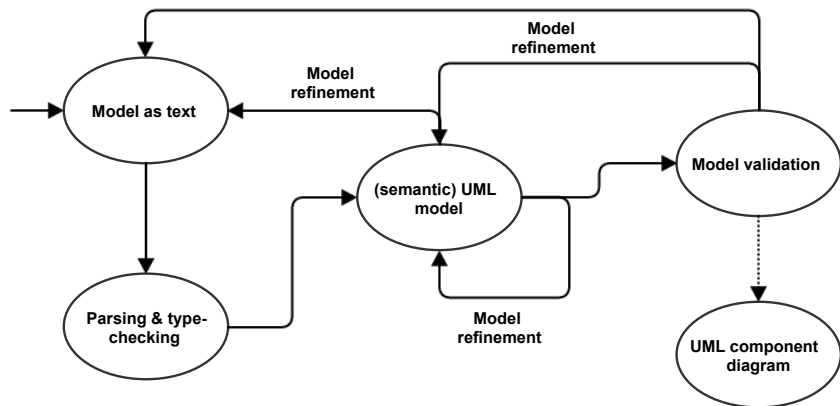 Model
refinement
Model
refinement
Model as text
(semantic) UML
model
Model validation
Parsing & type-
checking
Model
refinement
UML component
diagram